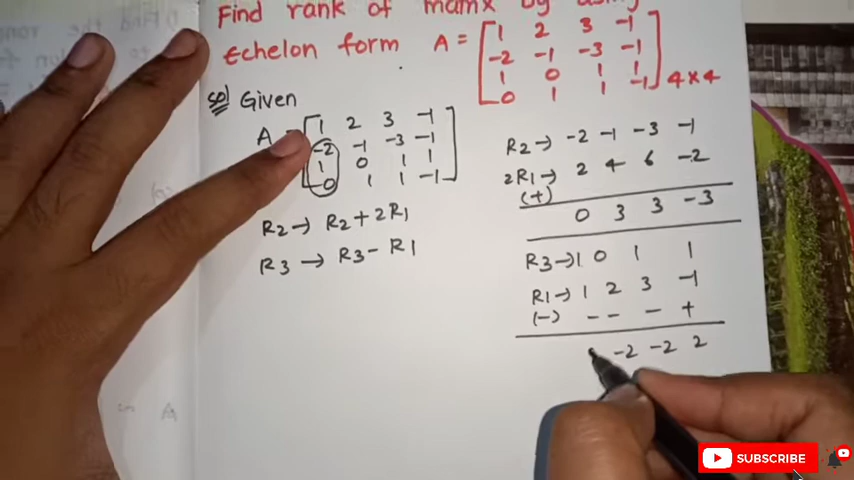 Find rank of matrix by using
Echelon form A = [1 2 3 -1
-2 -1 -3 -1
1 0 1 1
0 1 1 -1] 4×4
Sol Given
A = [1 2 3 -1
-2 -1 -3 -1
1 0 1 1
0 1 1 -1]
R2 → R2 + 2R1
R3 → R3 - R1
R2 → -2 -1 -3 -1
2R1 → 2 4 6 -2
(+)
0 3 3 -3
R3 → 1 0 1 1
R1 → 1 2 3 -1
(-) - - - +
-2 -2 2
SUBSCRIBE